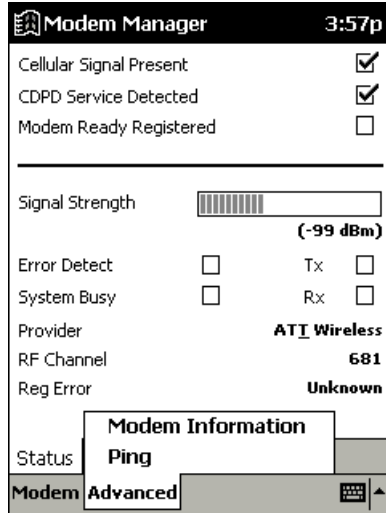 Modem Manager 3:57p
Cellular Signal Present
CDPD Service Detected
Modem Ready Registered
Signal Strength
(-99 dBm)
Error Detect Tx
System Busy Rx
Provider ATT Wireless
RF Channel 681
Reg Error Unknown
Modem Information
Status Ping
Modem Advanced